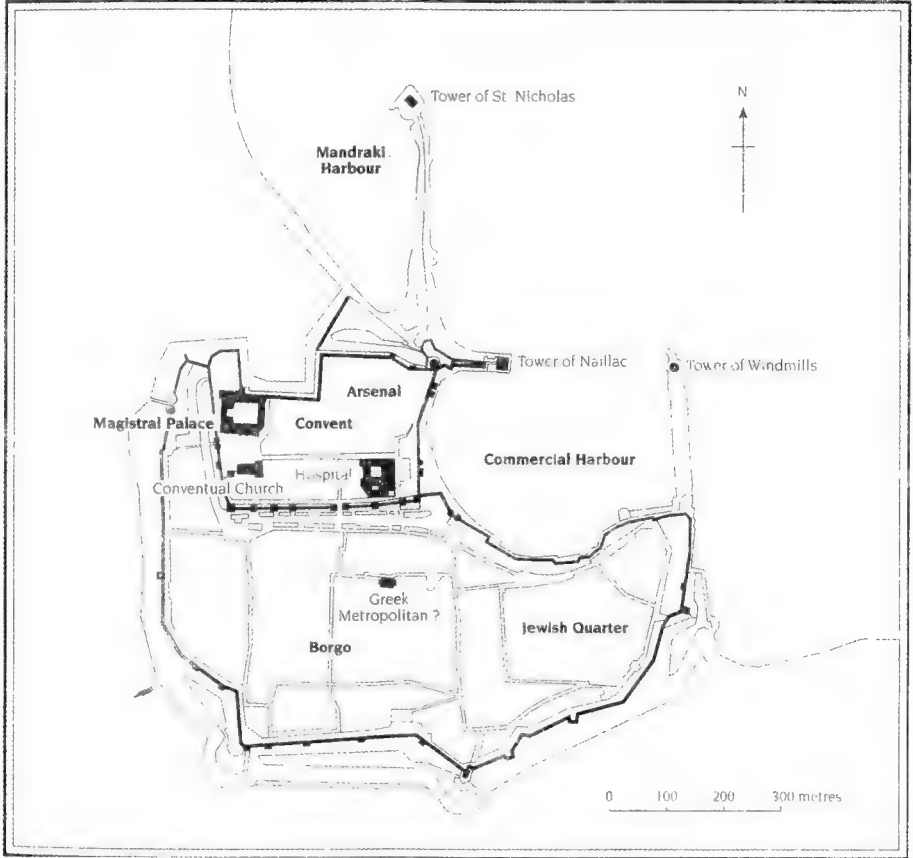 Tower of St Nicholas
N
Mandraki
Harbour
Tower of Naillac
Tower of Windmills
Arsenal
Magistral Palace
Convent
Commercial Harbour
Hospital
Conventual Church
Greek
Metropolitan ?
Jewish Quarter
Borgo
0 100 200 300 metres